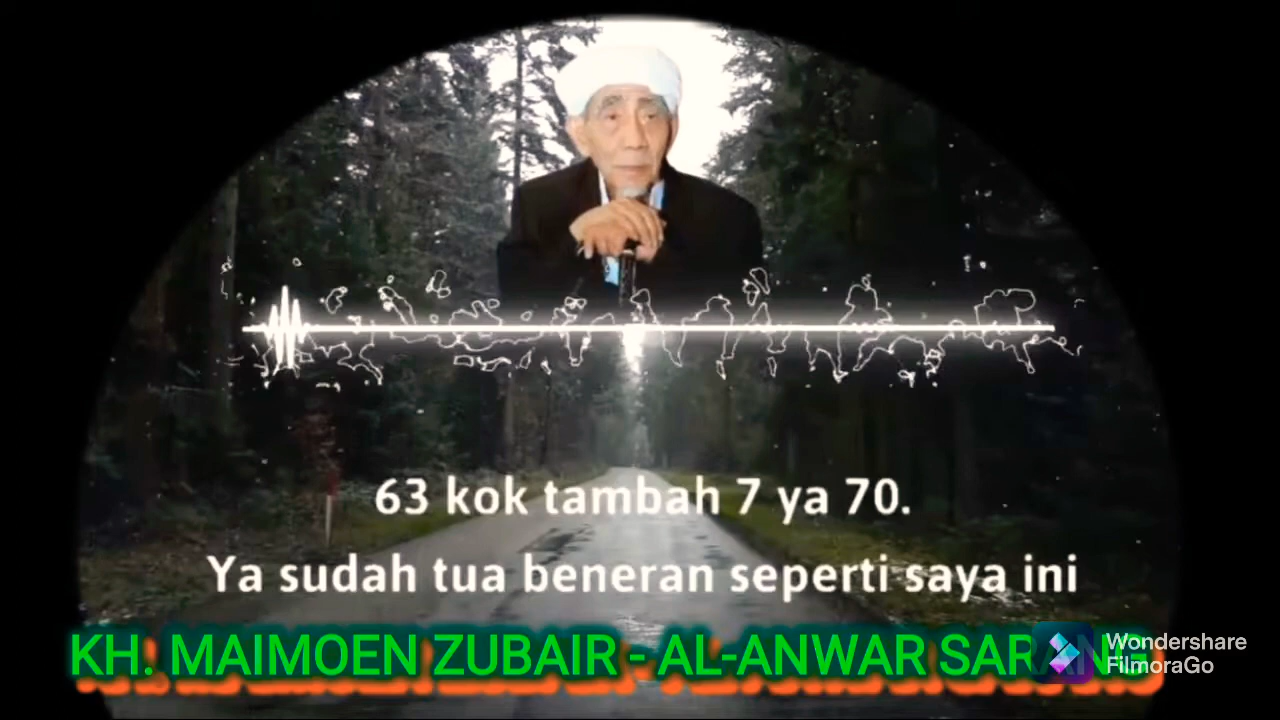 63 kok tambah 7 ya 70.
Ya sudah tua beneran seperti saya ini
KH. MAIMOEN ZUBAIR - AL-ANWAR SARANG
Wondershare
FilmoraGo